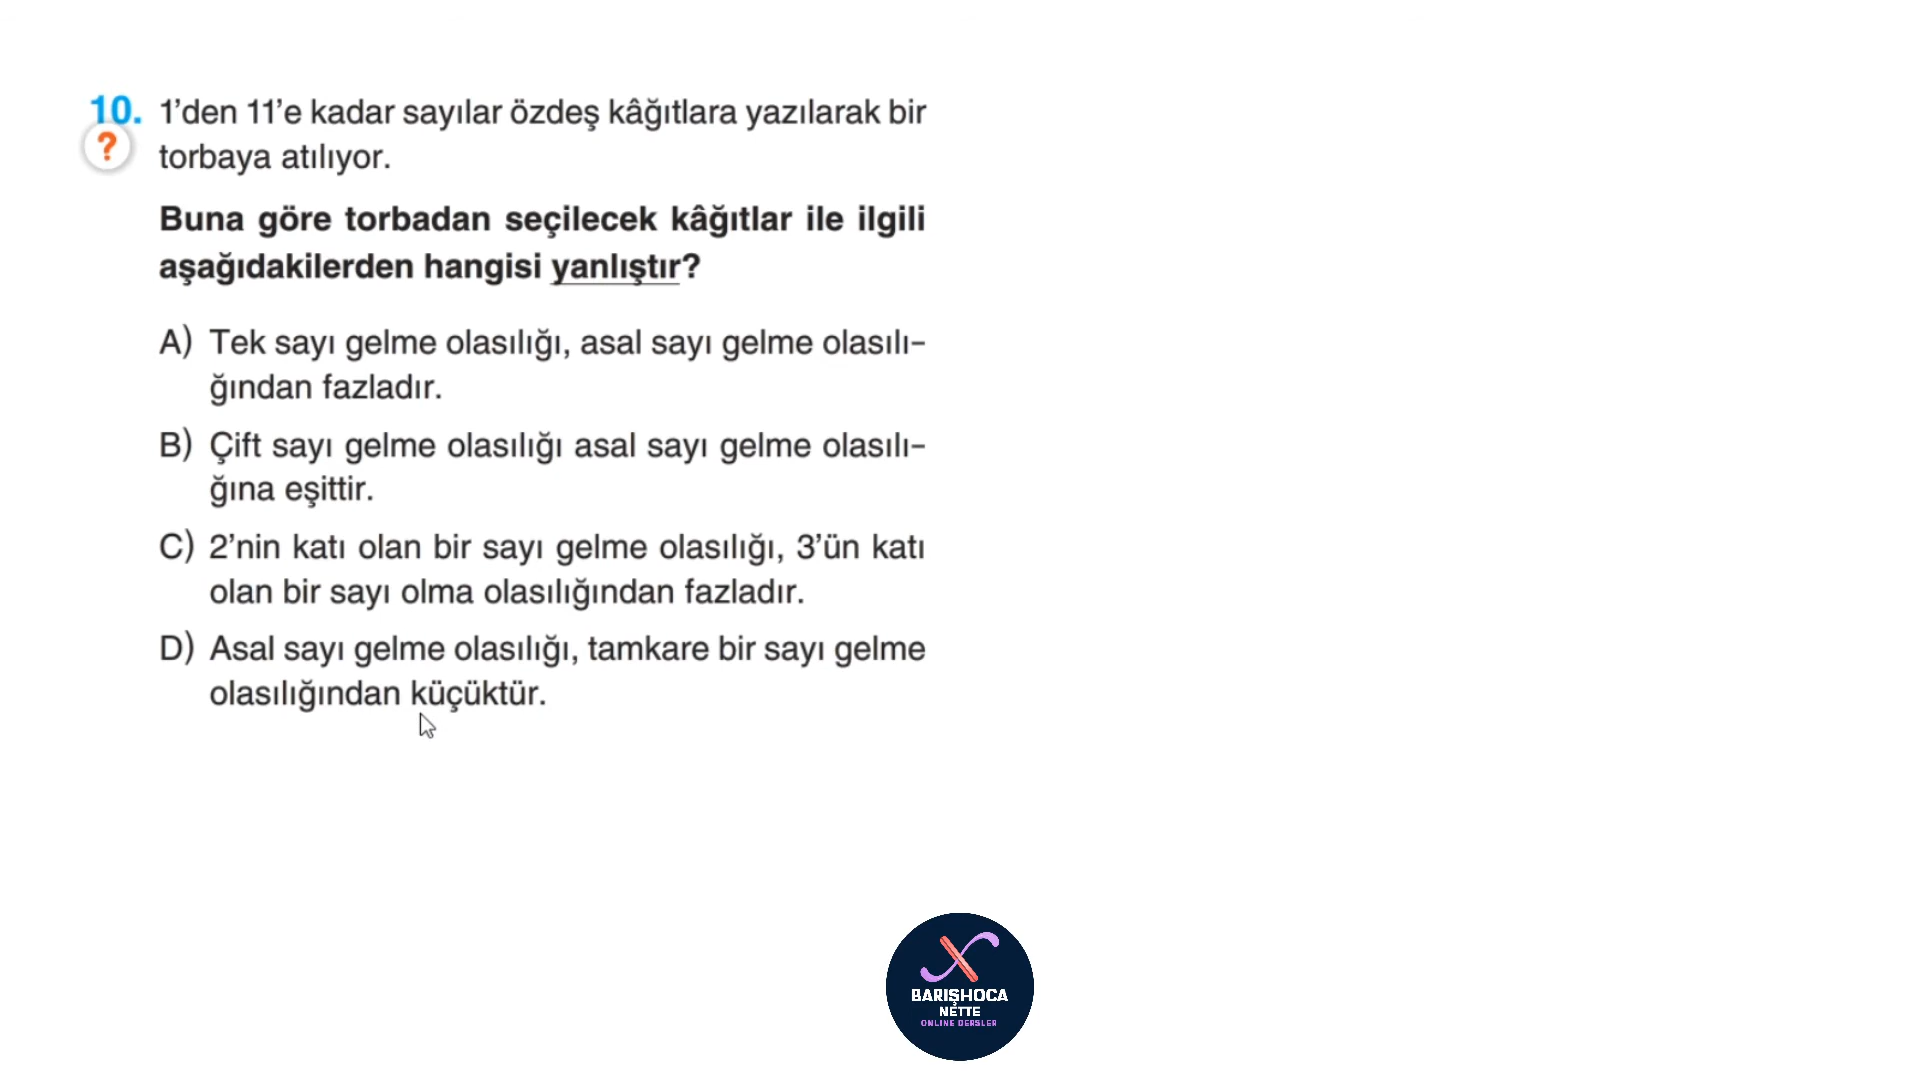 10. 1’den 11’e kadar sayılar özdeş kâğıtlara yazılarak bir
? torbaya atılıyor.
Buna göre torbadan seçilecek kâğıtlar ile ilgili
aşağıdakilerden hangisi yanlıştır?
A) Tek sayı gelme olasılığı, asal sayı gelme olasılı-
ğından fazladır.
B) Çift sayı gelme olasılığı asal sayı gelme olasılı-
ğına eşittir.
C) 2’nin katı olan bir sayı gelme olasılığı, 3’ün katı
olan bir sayı olma olasılığından fazladır.
D) Asal sayı gelme olasılığı, tamkare bir sayı gelme
olasılığından küçüktür.
BARIŞHOCA
NETTE
ONLINE DERSLER